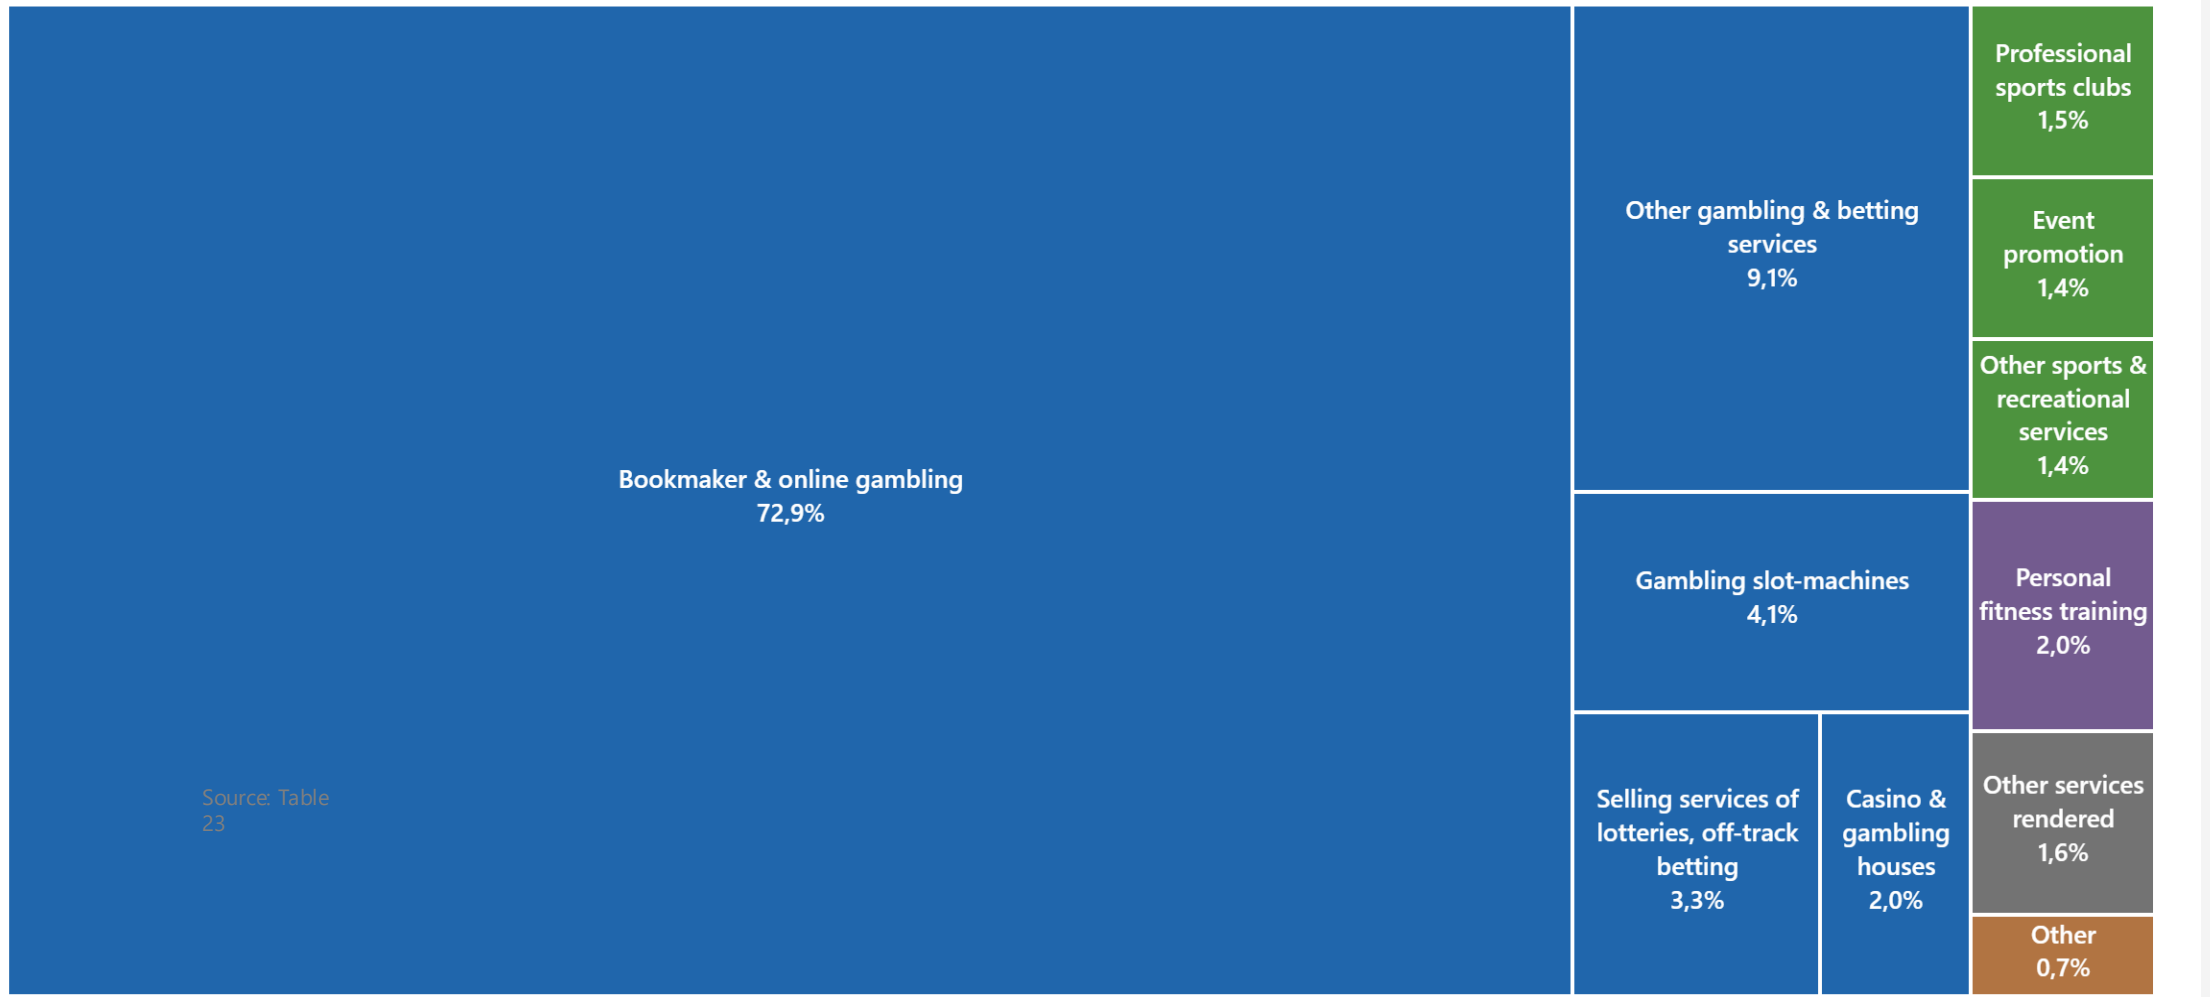 Bookmaker & online gambling
72,9%
Source: Table
23
Other gambling & betting
services
9,1%
Gambling slot-machines
4,1%
Selling services of
lotteries, off-track
betting
3,3%
Casino &
gambling
houses
2,0%
Professional
sports clubs
1,5%
Event
promotion
1,4%
Other sports &
recreational
services
1,4%
Personal
fitness training
2,0%
Other services
rendered
1,6%
Other
0,7%